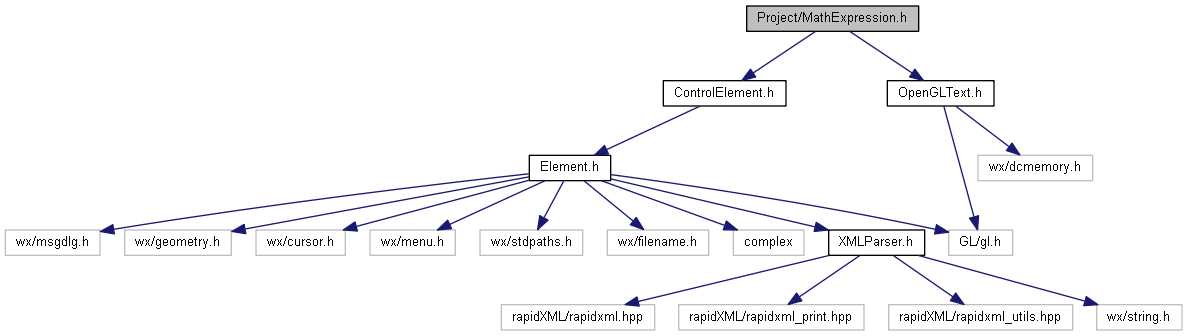 Project/MathExpression.h
ControlElement.h
OpenGLText.h
Element.h
wx/dcmemory.h
wx/msgdlg.h
wx/geometry.h
wx/cursor.h
wx/menu.h
wx/stdpaths.h
wx/filename.h
complex
XMLParser.h
GL/gl.h
rapidXML/rapidxml.hpp
rapidXML/rapidxml_print.hpp
rapidXML/rapidxml_utils.hpp
wx/string.h